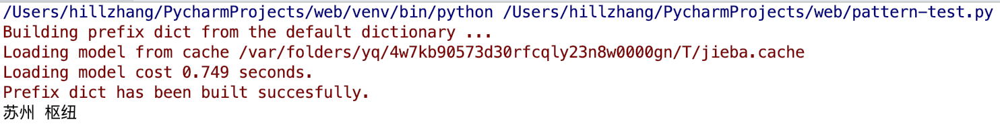 /Users/hillzhang/PycharmProjects/web/venv/bin/python /Users/hillzhang/PycharmProjects/web/pattern-test.py
Building prefix dict from the default dictionary ...
Loading model from cache /var/folders/yq/4w7kb90573d30rfcqly23n8w0000gn/T/jieba.cache
Loading model cost 0.749 seconds.
Prefix dict has been built succesfully.
苏州 枢纽